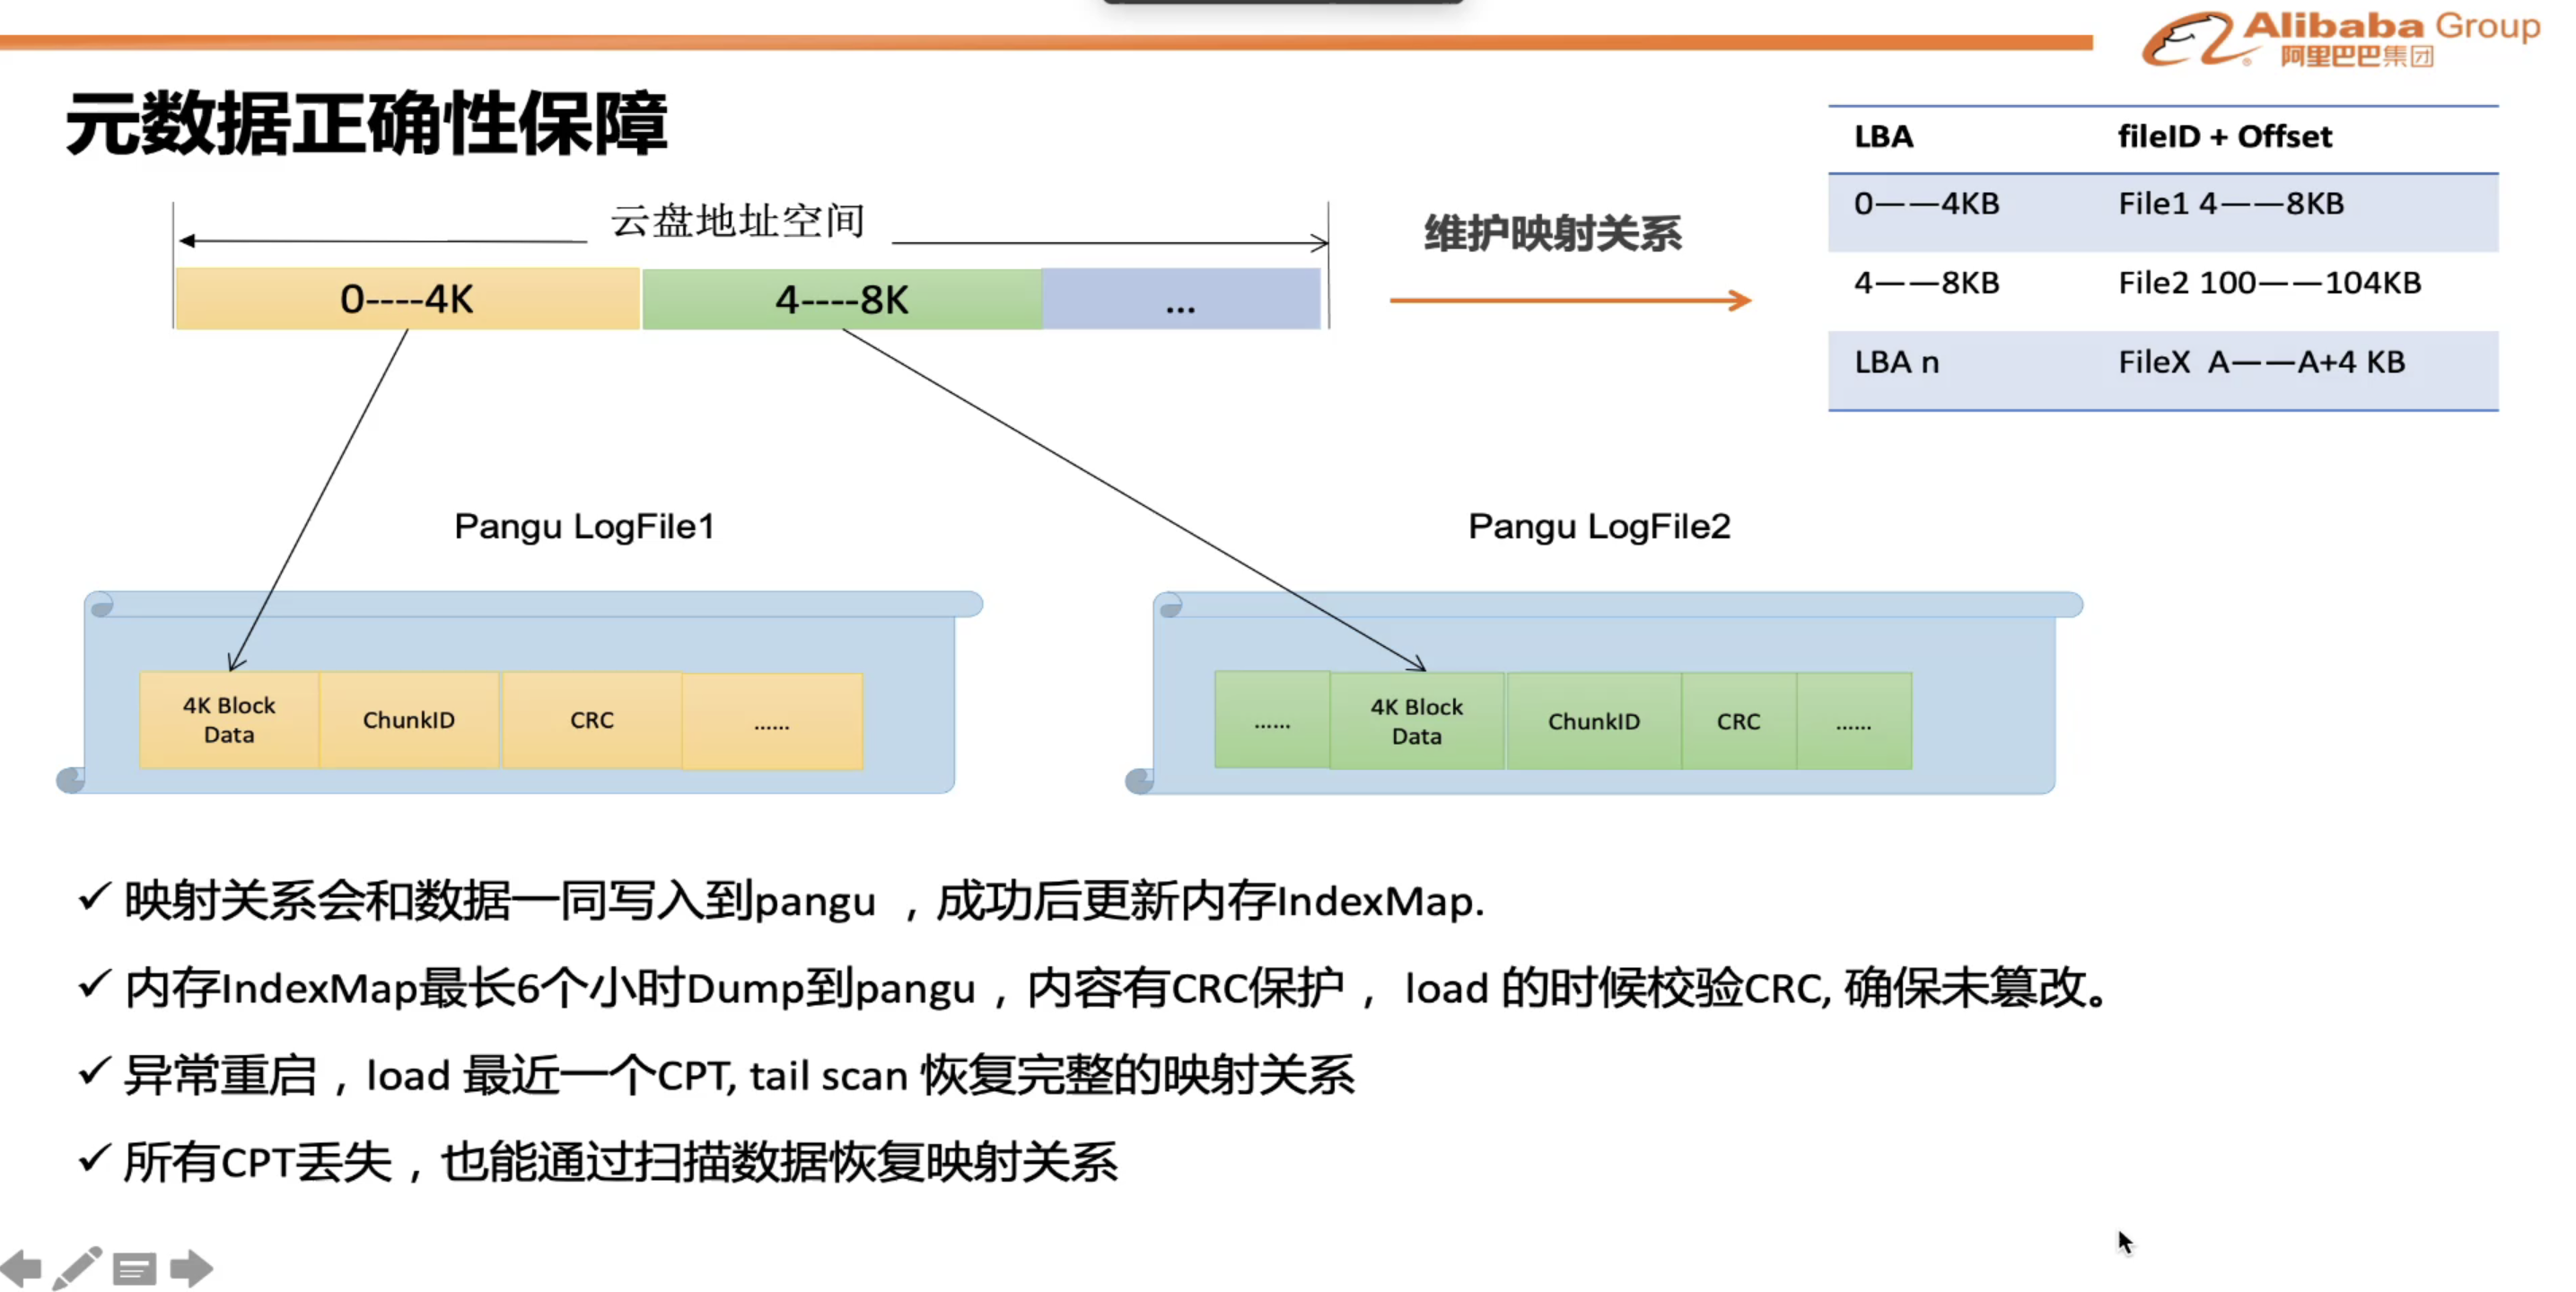 Alibaba Group
阿里巴巴集团
元数据正确性保障
云盘地址空间
0----4K
4----8K
...
维护映射关系
LBA fileID + Offset
0——4KB File1 4——8KB
4——8KB File2 100——104KB
LBA n FileX A——A+4 KB
Pangu LogFile1
4K Block
Data
ChunkID
CRC
......
Pangu LogFile2
......
4K Block
Data
ChunkID
CRC
......
✓ 映射关系会和数据一同写入到pangu ，成功后更新内存IndexMap.
✓ 内存IndexMap最长6个小时Dump到pangu，内容有CRC保护， load 的时候校验CRC, 确保未篡改。
✓ 异常重启，load 最近一个CPT, tail scan 恢复完整的映射关系
✓ 所有CPT丢失，也能通过扫描数据恢复映射关系